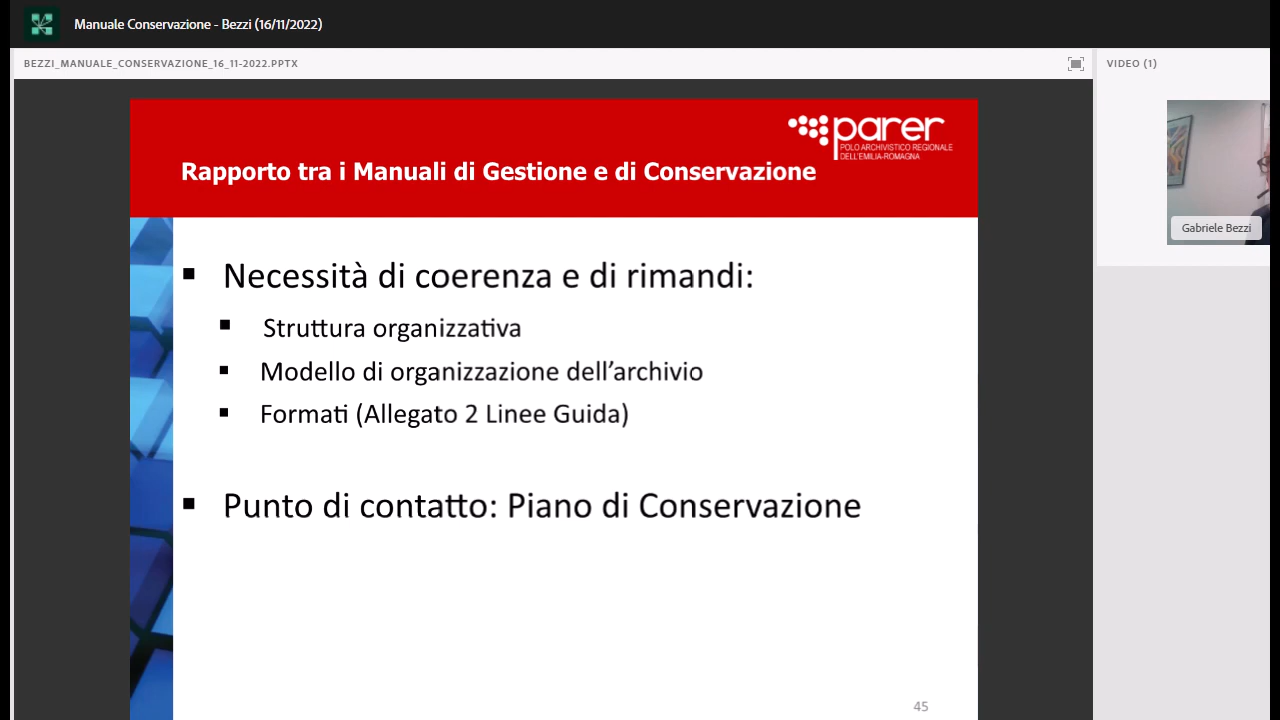 Manuale Conservazione - Bezzi (16/11/2022)
BEZZI_MANUALE_CONSERVAZIONE_16_11-2022.PPTX
VIDEO (1)
parer
POLO ARCHIVISTICO REGIONALE
DELL'EMILIA-ROMAGNA
Rapporto tra i Manuali di Gestione e di Conservazione
Gabriele Bezzi
▪ Necessità di coerenza e di rimandi:
▪ Struttura organizzativa
▪ Modello di organizzazione dell’archivio
▪ Formati (Allegato 2 Linee Guida)
▪ Punto di contatto: Piano di Conservazione
45